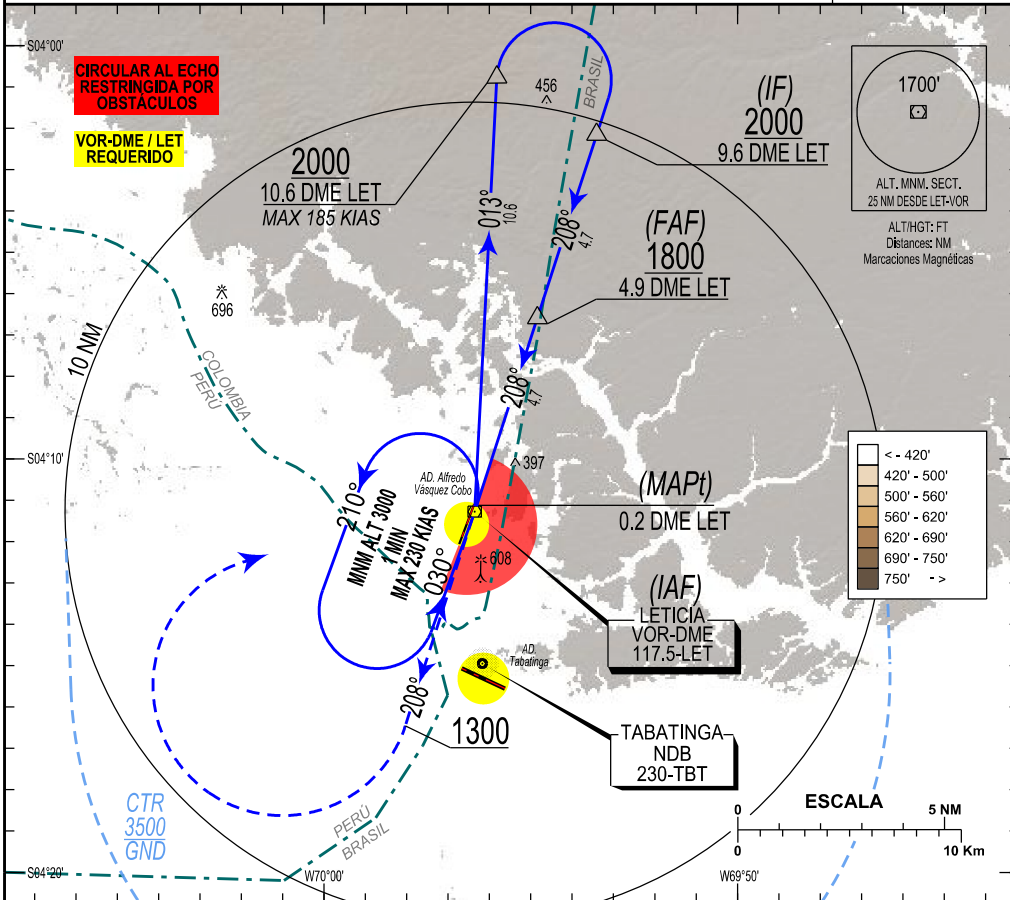 S04°00'
CIRCULAR AL ECHO
RESTRINGIDA POR
OBSTÁCULOS
VOR-DME / LET
REQUERIDO
2000
10.6 DME LET
MAX 185 KIAS
456
BRASIL
(IF)
2000
9.6 DME LET
1700'
ALT. MNM. SECT.
25 NM DESDE LET-VOR
ALT/HGT: FT
Distances: NM
Marcaciones Magnéticas
013°
10.6
208°
4.7
(FAF)
1800
4.9 DME LET
696
10 NM
COLOMBIA
PERÚ
208°
4.7
S04°10'
AD. Alfredo
Vásquez Cobo
397
(MAPt)
0.2 DME LET
< - 420'
420' - 500'
500' - 560'
560' - 620'
620' - 690'
690' - 750'
750' - >
210°
MNM ALT 3000
1 MIN
MAX 230 KIAS
030°
608
(IAF)
LETICIA
VOR-DME
117.5-LET
AD.
Tabatinga
208°
1300
TABATINGA
NDB
230-TBT
CTR
3500
GND
PERÚ
BRASIL
ESCALA
0 5 NM
0 10 Km
S04°20'
W70°00'
W69°50'